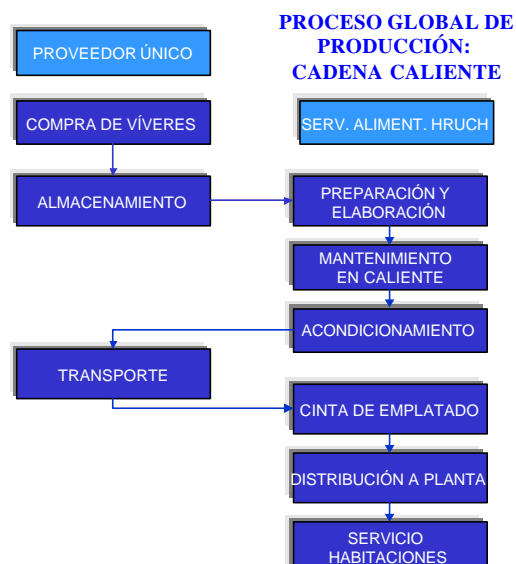 PROCESO GLOBAL DE
PRODUCCIÓN:
CADENA CALIENTE
PROVEEDOR ÚNICO
COMPRA DE VÍVERES
SERV. ALIMENT. HRUCH
ALMACENAMIENTO
PREPARACIÓN Y
ELABORACIÓN
MANTENIMIENTO
EN CALIENTE
ACONDICIONAMIENTO
TRANSPORTE
CINTA DE EMPLATADO
DISTRIBUCIÓN A PLANTA
SERVICIO
HABITACIONES